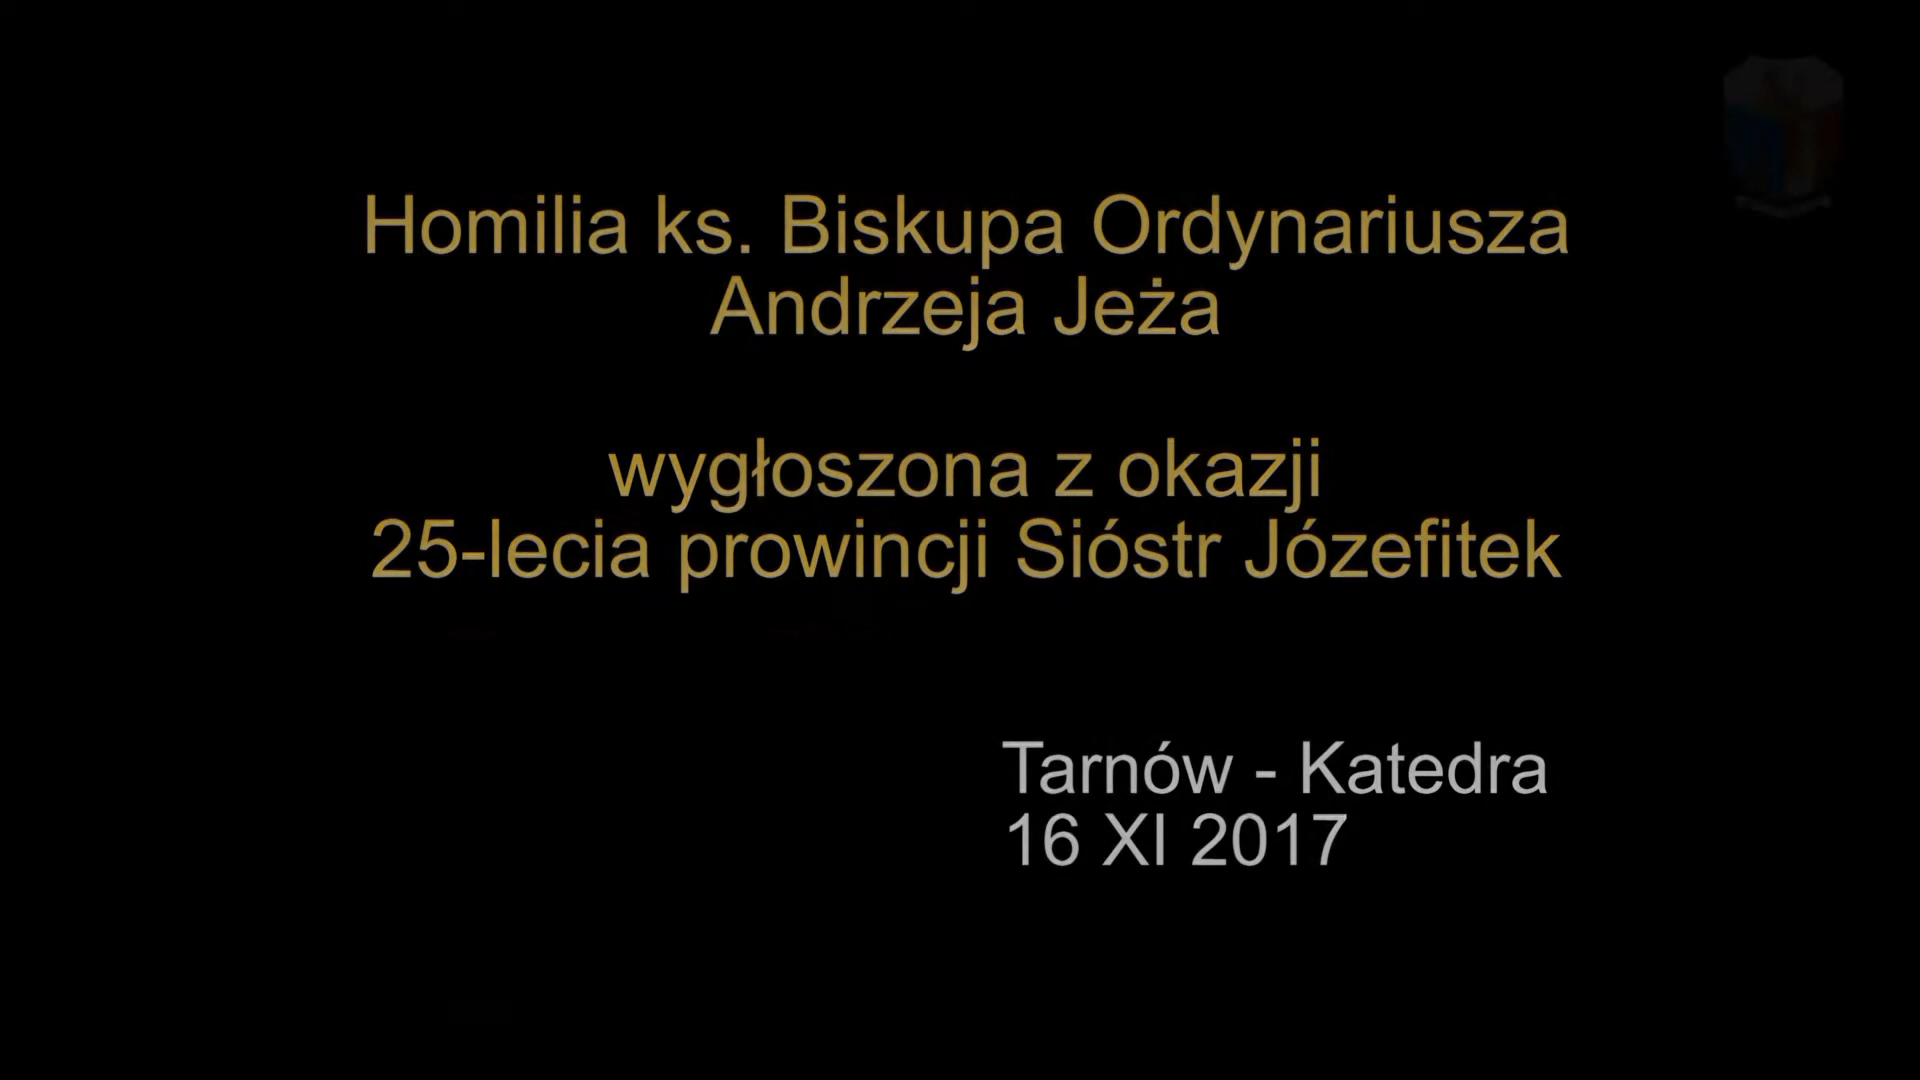 Homilia ks. Biskupa Ordynariusza
Andrzeja Jeża
wygłoszona z okazji
25-lecia prowincji Sióstr Józefitek
Tarnów - Katedra
16 XI 2017